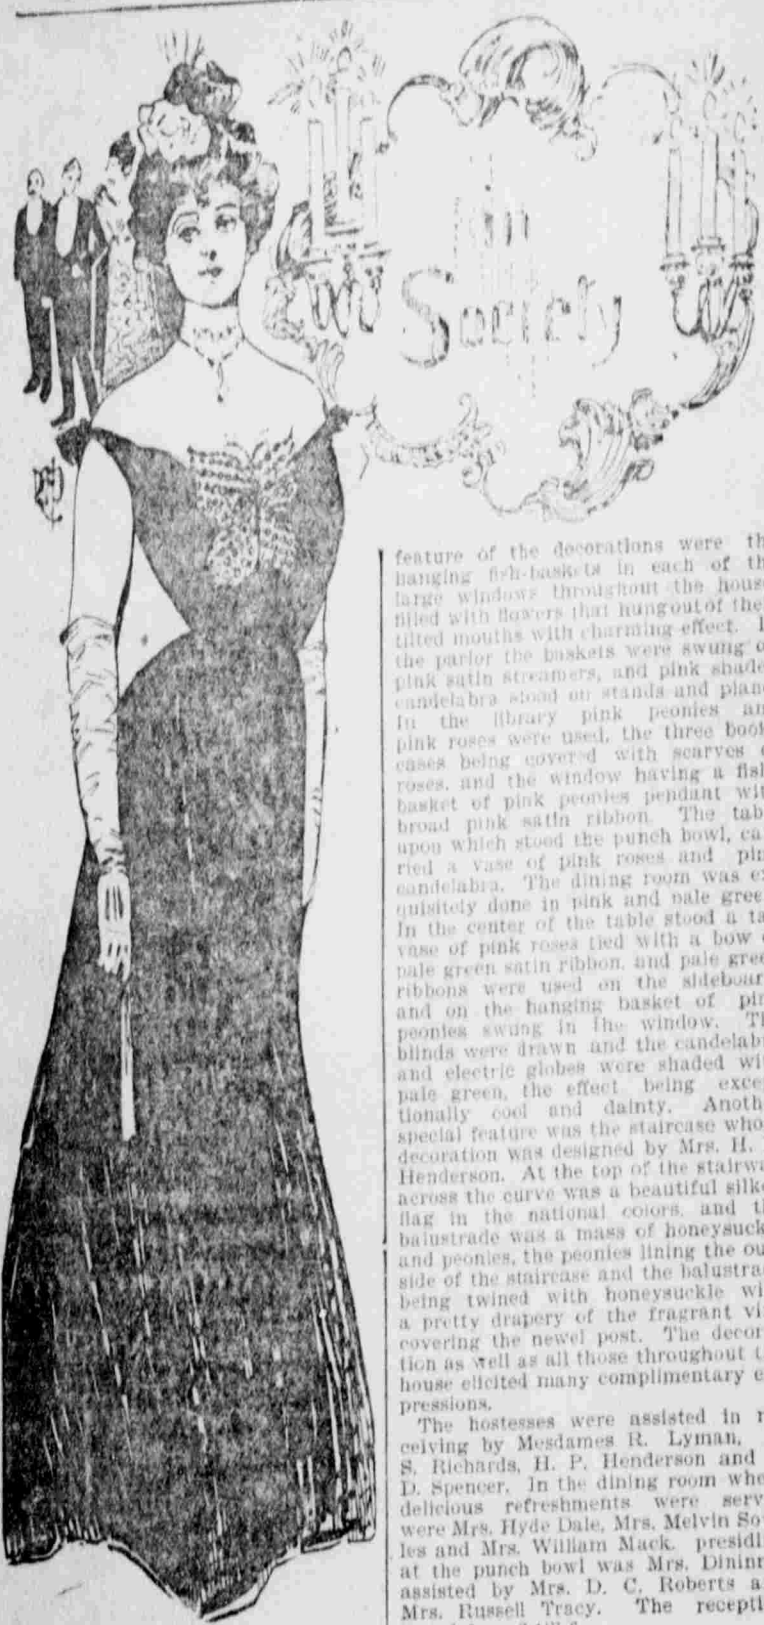 In
Society
feature of the decorations were th
hanging fish-baskets in each of th
large windows throughout the hous
filled with flowers that hung out of the
tilted mouths with charming effect. I
the parlor the baskets were swung o
pink satin streamers, and pink shade
candelabra stood on stands and plan
In the library pink peonies an
pink roses were used, the three book
cases being covered with scarves o
roses, and the window having a fish
basket of pink peonies pendant wit
broad pink satin ribbon. The tab
upon which stood the punch bowl, ca
ried a vase of pink roses and pin
candelabra. The dining room was ex
quisitely done in pink and pale gree
In the center of the table stood a ta
vase of pink roses tied with a bow o
pale green satin ribbon, and pale gree
ribbons were used on the sideboar
and on the hanging basket of pin
peonies swung in the window. Th
blinds were drawn and the candelabr
and electric globes were shaded wit
pale green, the effect being excep
tionally cool and dainty. Anoth
special feature was the staircase who
decoration was designed by Mrs. H.
Henderson. At the top of the stairwa
across the curve was a beautiful silke
flag in the national colors, and th
balustrade was a mass of honeysuck
and peonies, the peonies lining the ou
side of the staircase and the balustra
being twined with honeysuckle wi
a pretty drapery of the fragrant vi
covering the newel post. The decor
tion as well as all those throughout t
house elicited many complimentary e
pressions.
The hostesses were assisted in r
ceiving by Mesdames R. Lyman,
S. Richards, H. P. Henderson and
D. Spencer. In the dining room whe
delicious refreshments were serv
were Mrs. Hyde Dale, Mrs. Melvin So
les and Mrs. William Mack. presidi
at the punch bowl was Mrs. Dininn
assisted by Mrs. D. C. Roberts a
Mrs. Russell Tracy. The recepti